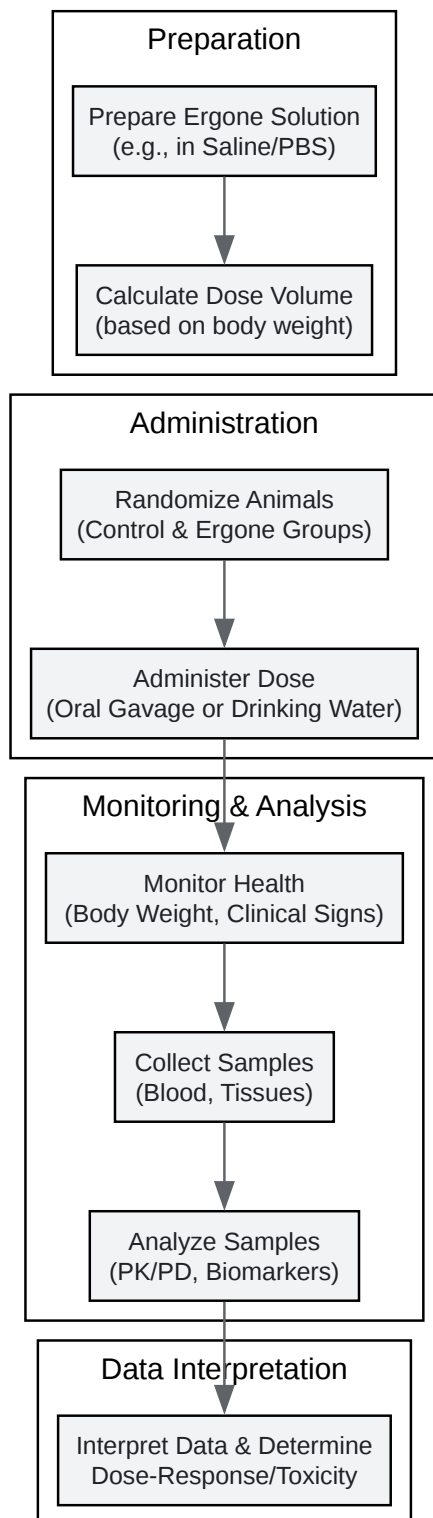 Preparation
Prepare Ergone Solution
(e.g., in Saline/PBS)
Calculate Dose Volume
(based on body weight)
Administration
Randomize Animals
(Control & Ergone Groups)
Administer Dose
(Oral Gavage or Drinking Water)
Monitoring & Analysis
Monitor Health
(Body Weight, Clinical Signs)
Collect Samples
(Blood, Tissues)
Analyze Samples
(PK/PD, Biomarkers)
Data Interpretation
Interpret Data & Determine
Dose-Response/Toxicity